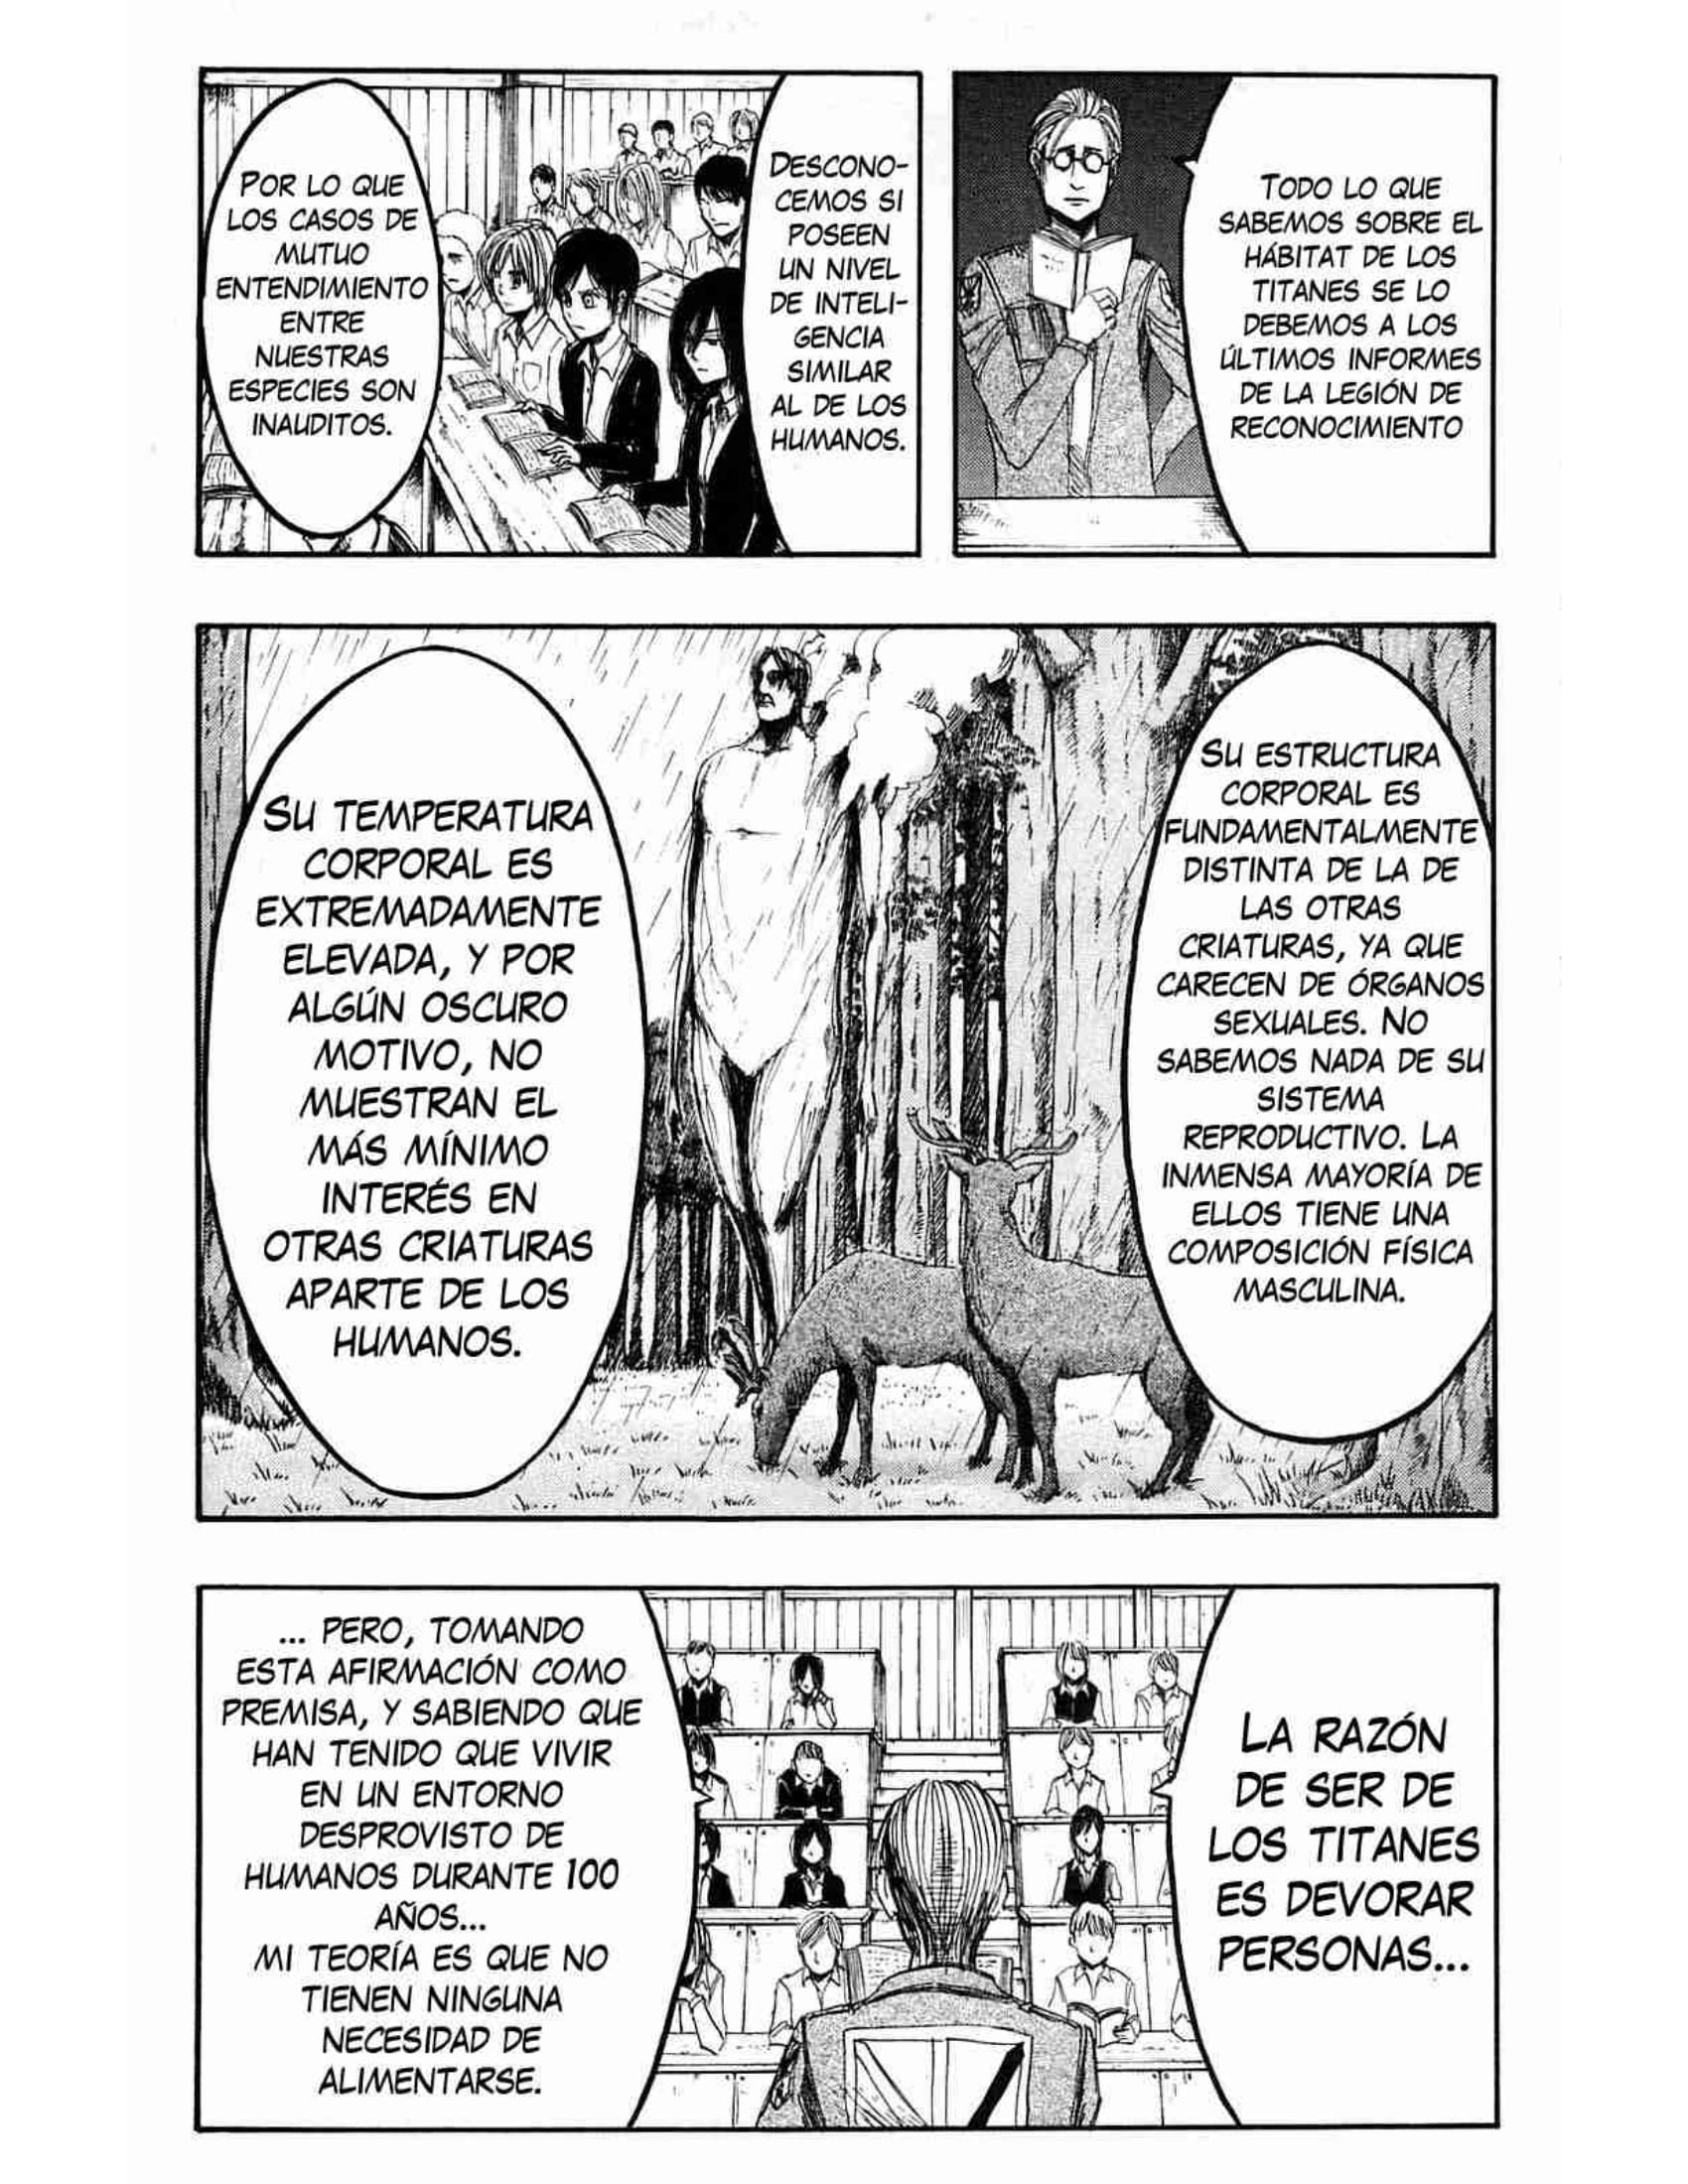 TODO LO QUE
SABEMOS SOBRE EL
HÁBITAT DE LOS
TITANES SE LO
DEBEMOS A LOS
ÚLTIMOS INFORMES
DE LA LEGIÓN DE
RECONOCIMIENTO
DESCONO-
CEMOS SI
POSEEN
UN NIVEL
DE INTELI-
GENCIA
SIMILAR
AL DE LOS
HUMANOS.
POR LO QUE
LOS CASOS DE
MUTUO
ENTENDIMIENTO
ENTRE
NUESTRAS
ESPECIES SON
INAUDITOS.
SU ESTRUCTURA
CORPORAL ES
FUNDAMENTALMENTE
DISTINTA DE LA DE
LAS OTRAS
CRIATURAS, YA QUE
CARECEN DE ÓRGANOS
SEXUALES. NO
SABEMOS NADA DE SU
SISTEMA
REPRODUCTIVO. LA
INMENSA MAYORÍA DE
ELLOS TIENE UNA
COMPOSICIÓN FÍSICA
MASCULINA.
SU TEMPERATURA
CORPORAL ES
EXTREMADAMENTE
ELEVADA, Y POR
ALGÚN OSCURO
MOTIVO, NO
MUESTRAN EL
MÁS MÍNIMO
INTERÉS EN
OTRAS CRIATURAS
APARTE DE LOS
HUMANOS.
LA RAZÓN
DE SER DE
LOS TITANES
ES DEVORAR
PERSONAS...
... PERO, TOMANDO
ESTA AFIRMACIÓN COMO
PREMISA, Y SABIENDO QUE
HAN TENIDO QUE VIVIR
EN UN ENTORNO
DESPROVISTO DE
HUMANOS DURANTE 100
AÑOS...
MI TEORÍA ES QUE NO
TIENEN NINGUNA
NECESIDAD DE
ALIMENTARSE.